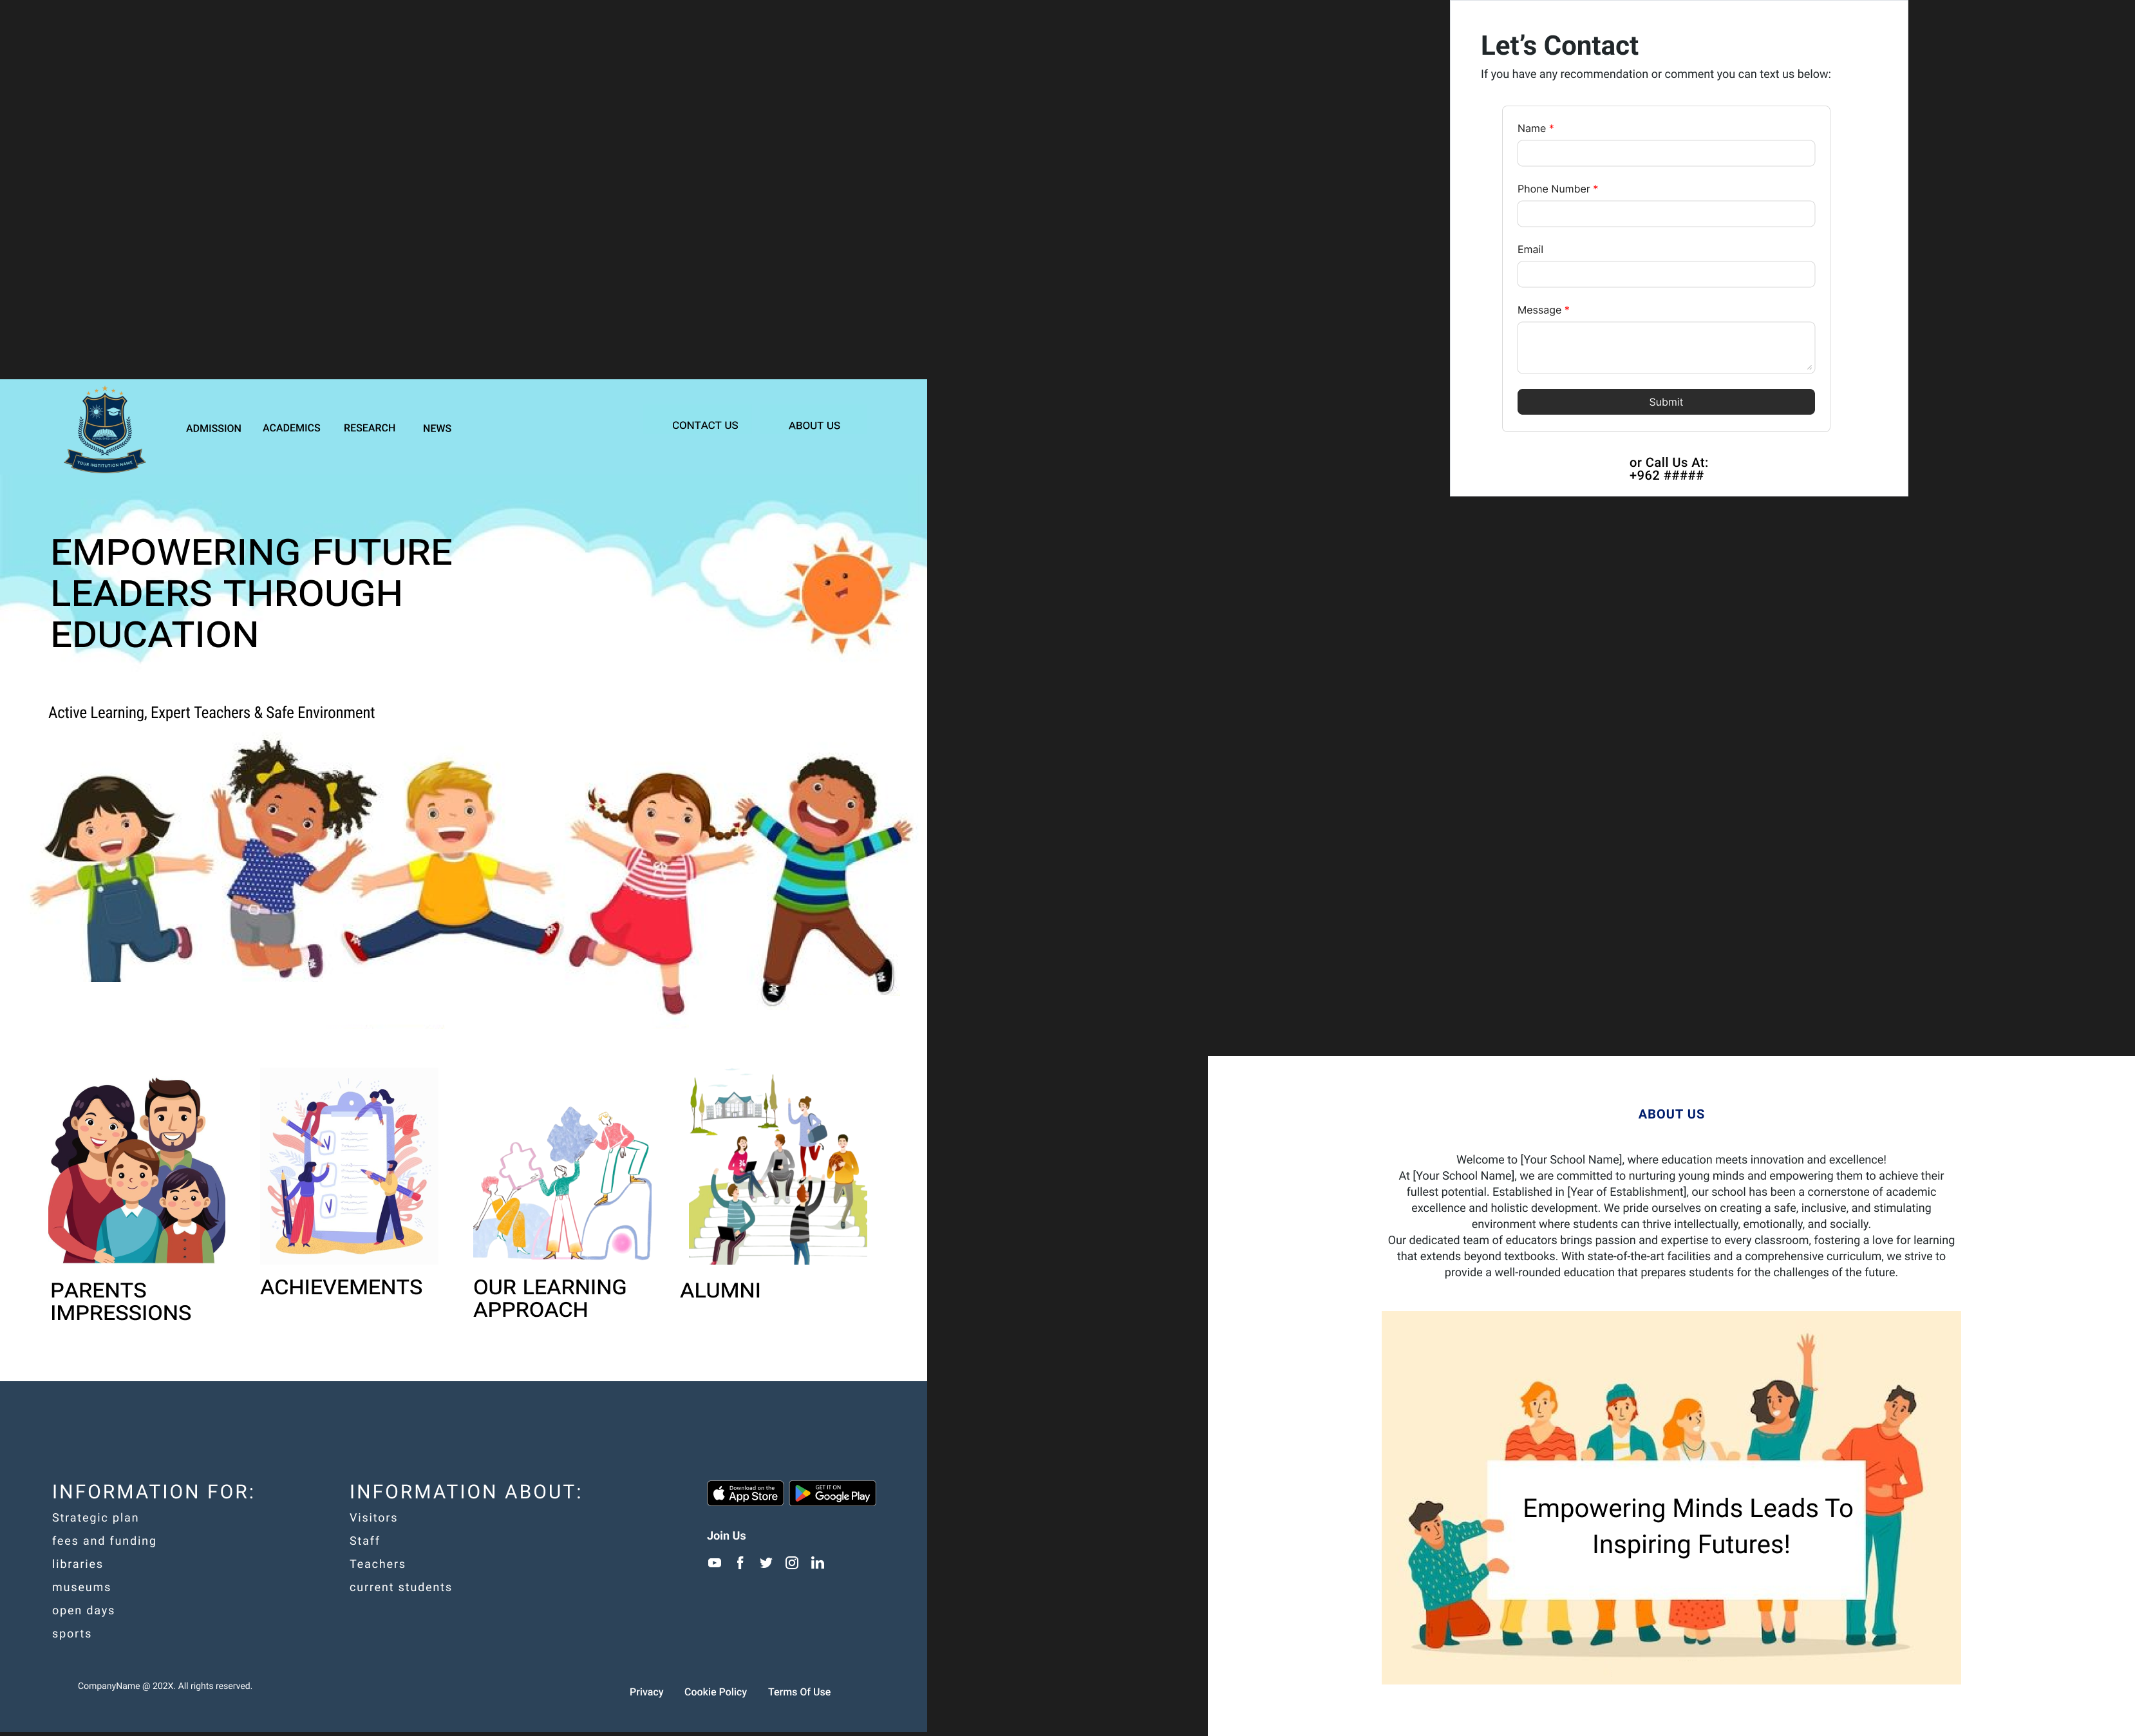 Let's Contact
If you have any recommendation or comment you can text us below:
Name *
Phone Number *
Email
Message *
Submit
or Call Us At:
+962 #####
YOUR INSTITUTION NAME
ADMISSION
ACADEMICS
RESEARCH
NEWS
CONTACT US
ABOUT US
EMPOWERING FUTURE
LEADERS THROUGH
EDUCATION
Active Learning, Expert Teachers & Safe Environment
PARENTS
IMPRESSIONS
ACHIEVEMENTS
OUR LEARNING
APPROACH
ALUMNI
INFORMATION FOR:
Strategic plan
fees and funding
libraries
museums
open days
sports
INFORMATION ABOUT:
Visitors
Staff
Teachers
current students
Download on the
App Store
GET IT ON
Google Play
Join Us
CompanyName @ 202X. All rights reserved.
Privacy
Cookie Policy
Terms Of Use
ABOUT US
Welcome to [Your School Name], where education meets innovation and excellence!
At [Your School Name], we are committed to nurturing young minds and empowering them to achieve their
fullest potential. Established in [Year of Establishment], our school has been a cornerstone of academic
excellence and holistic development. We pride ourselves on creating a safe, inclusive, and stimulating
environment where students can thrive intellectually, emotionally, and socially.
Our dedicated team of educators brings passion and expertise to every classroom, fostering a love for learning
that extends beyond textbooks. With state-of-the-art facilities and a comprehensive curriculum, we strive to
provide a well-rounded education that prepares students for the challenges of the future.
Empowering Minds Leads To
Inspiring Futures!